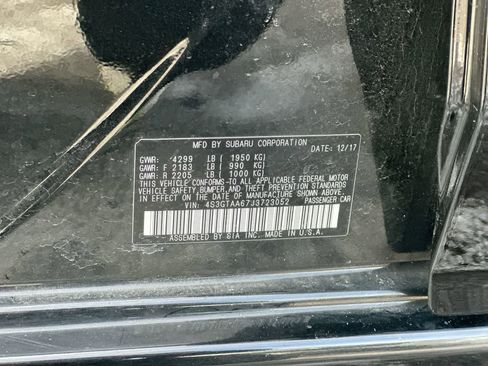 MFD BY SUBARU CORPORATION DATE: 12/17
GVWR: 4299 LB ( 1950 KG)
GAWR: F 2183 LB ( 990 KG)
GAWR: R 2205 LB ( 1000 KG)
THIS VEHICLE CONFORMS TO ALL APPLICABLE FEDERAL MOTOR
VEHICLE SAFETY, BUMPER, AND THEFT PREVENTION STANDARDS
IN EFFECT ON THE DATE OF MANUFACTURE SHOWN ABOVE.
VIN: 4S3GTAA67J3723052 PASSENGER CAR
ASSEMBLED BY SIA INC. MADE IN U.S.A.